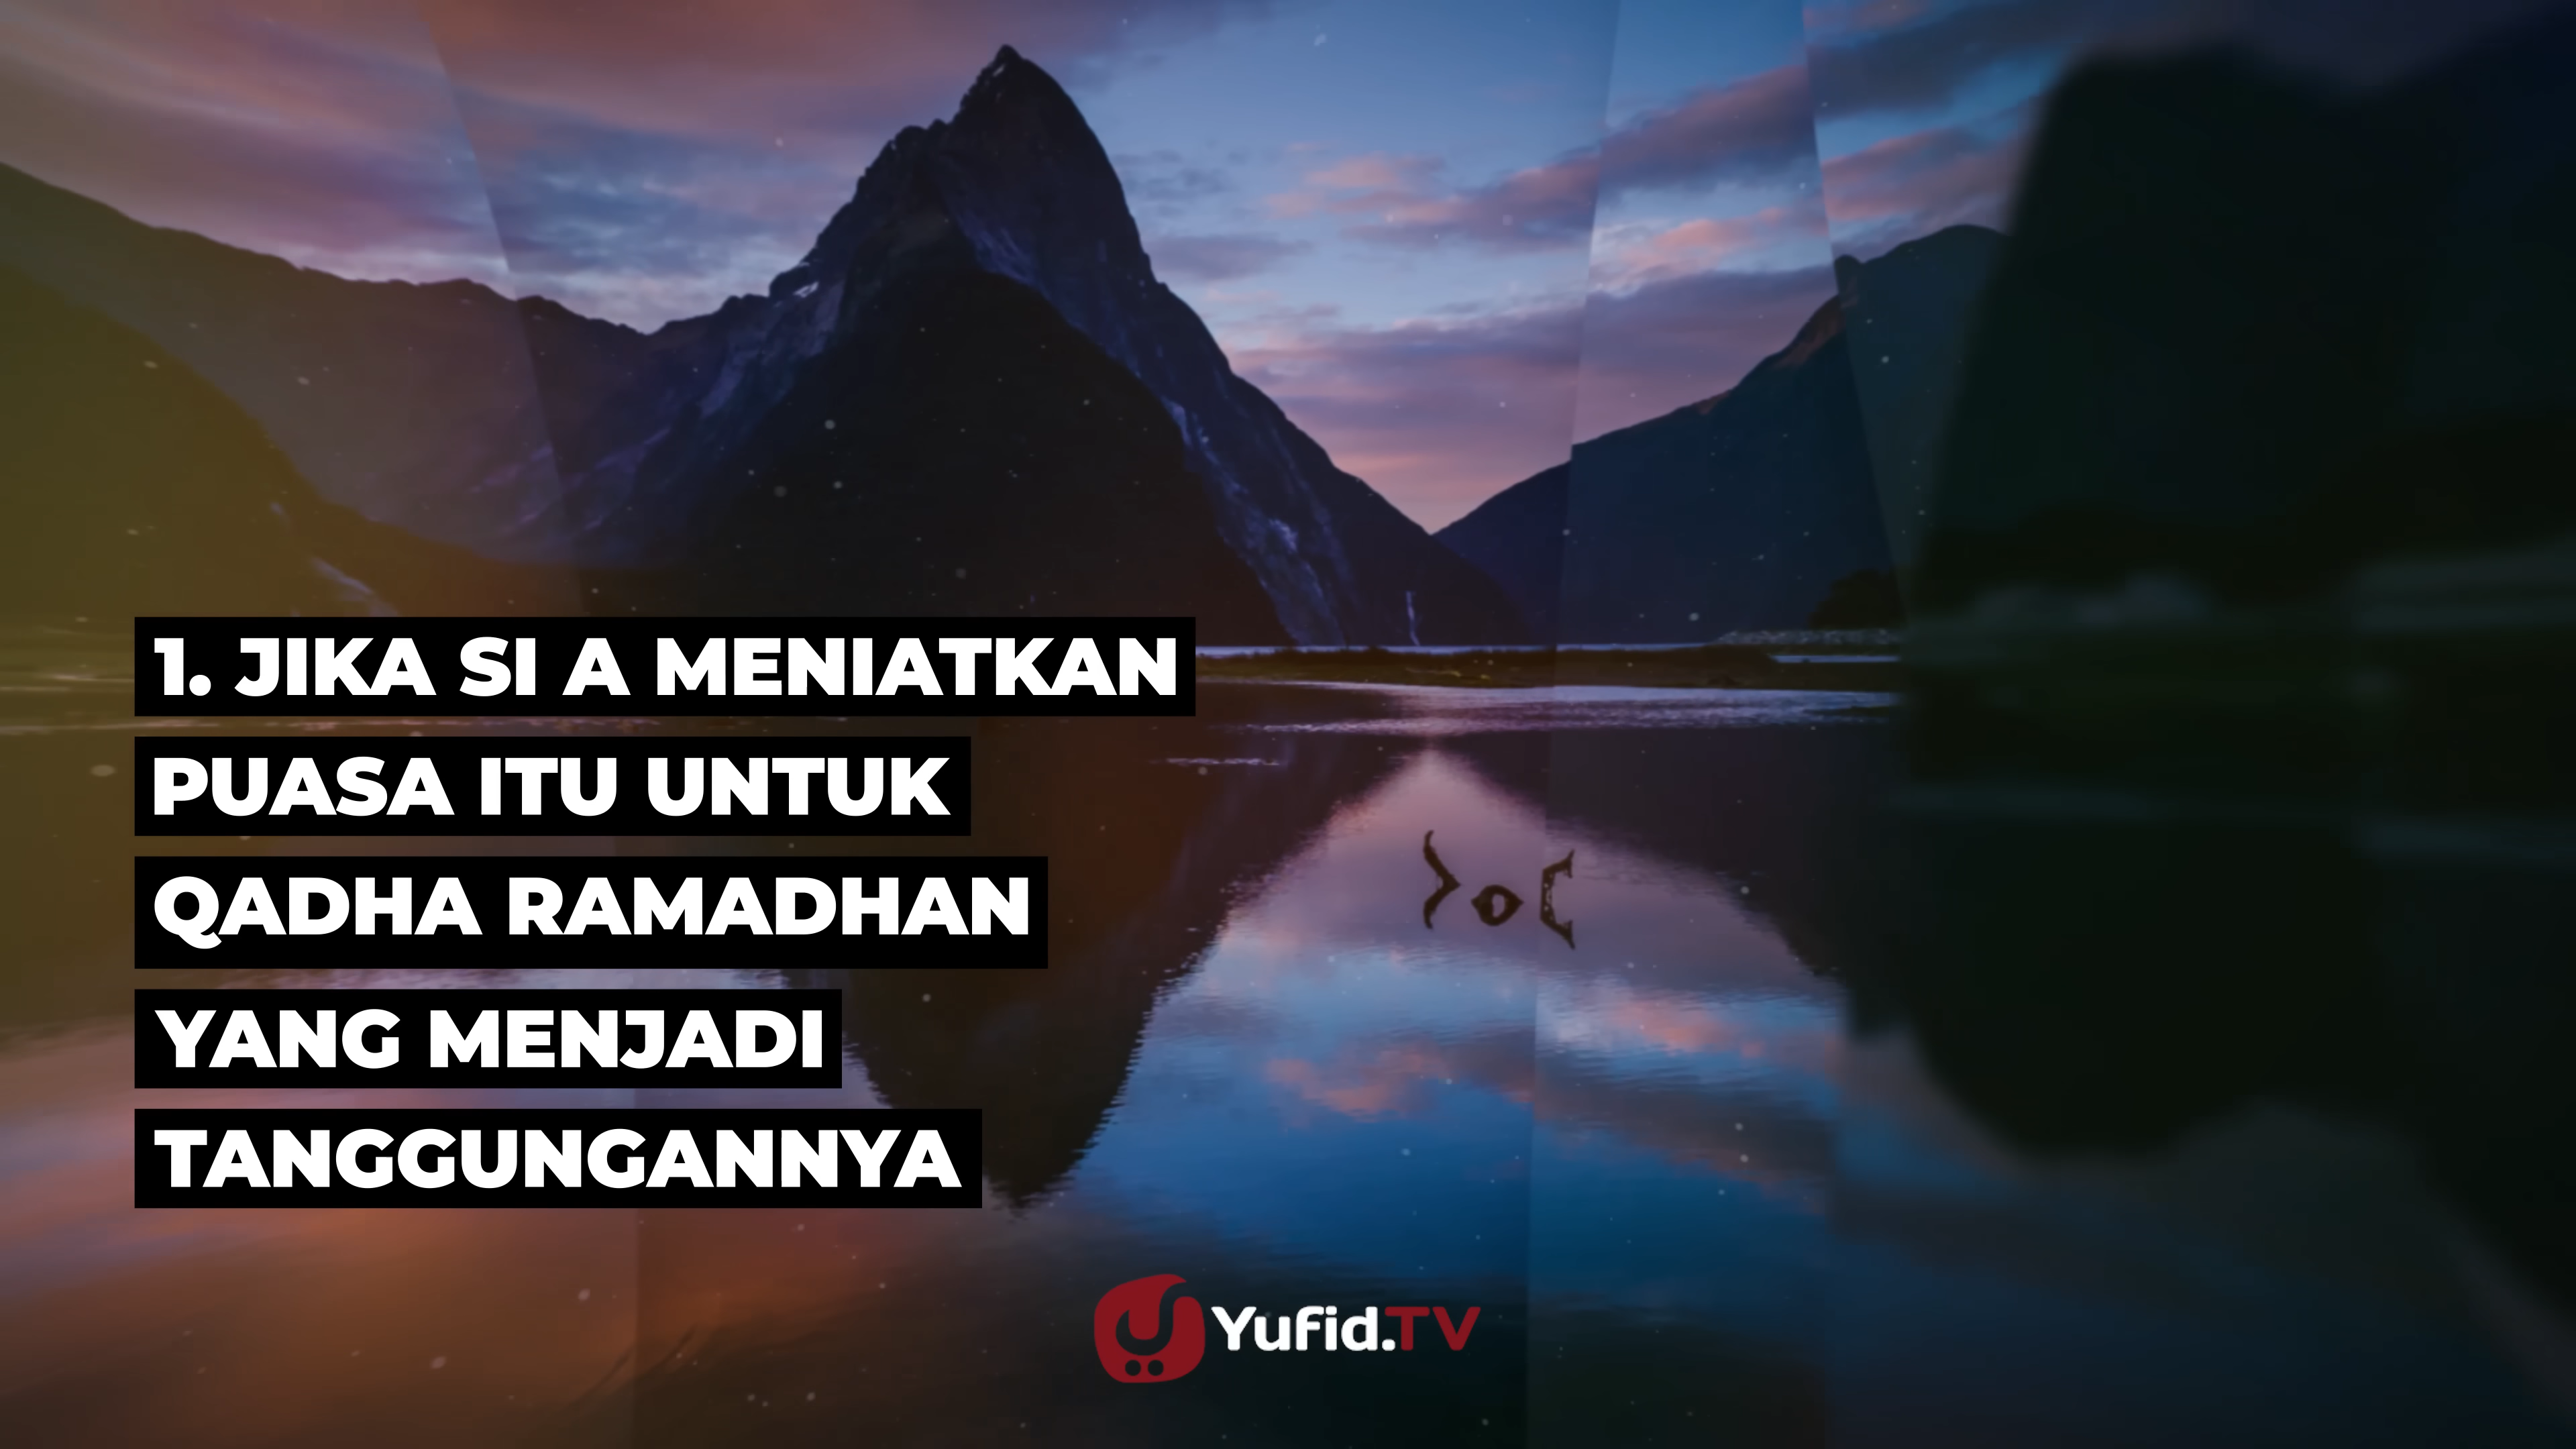 1. JIKA SI A MENIATKAN
PUASA ITU UNTUK
QADHA RAMADHAN
YANG MENJADI
TANGGUNGANNYA
Yufid.TV